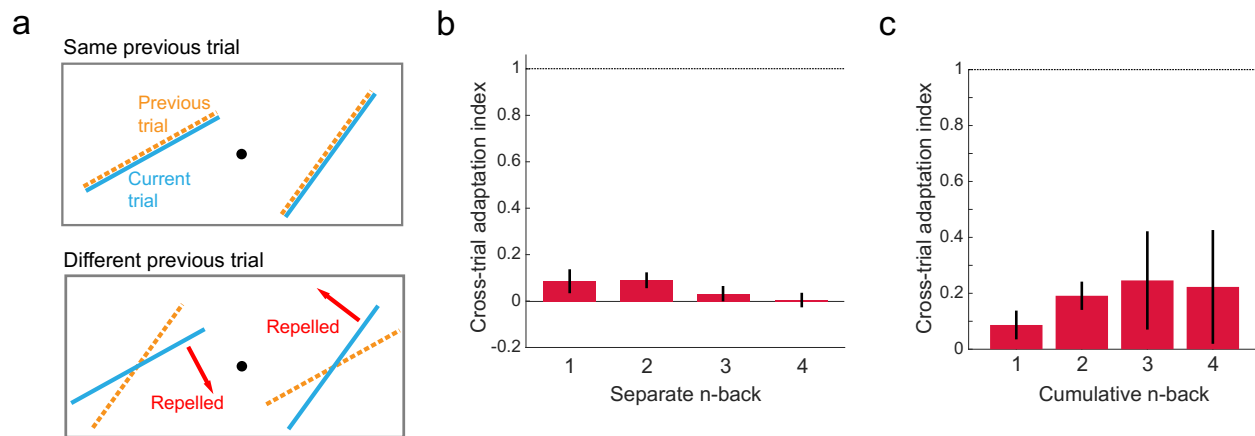 a
Same previous trial
Previous
trial
Current
trial
Different previous trial
Repelled
Repelled
b
Cross-trial adaptation index
1
0.8
0.6
0.4
0.2
0
-0.2
1 2 3 4
Separate n-back
c
Cross-trial adaptation index
1
0.8
0.6
0.4
0.2
0
1 2 3 4
Cumulative n-back